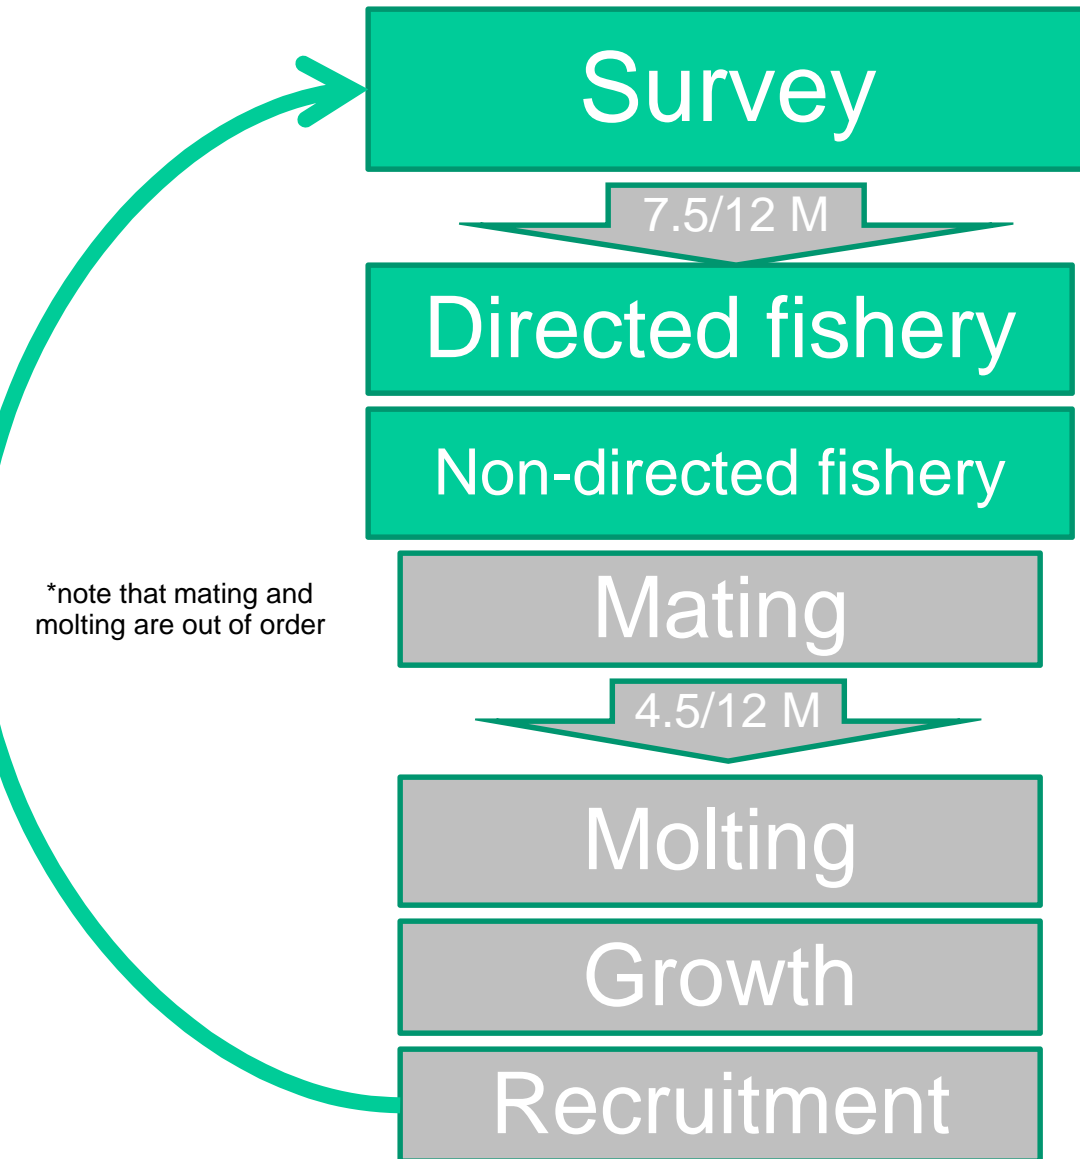 Survey
7.5/12 M
Directed fishery
Non-directed fishery
*note that mating and
molting are out of order
Mating
4.5/12 M
Molting
Growth
Recruitment